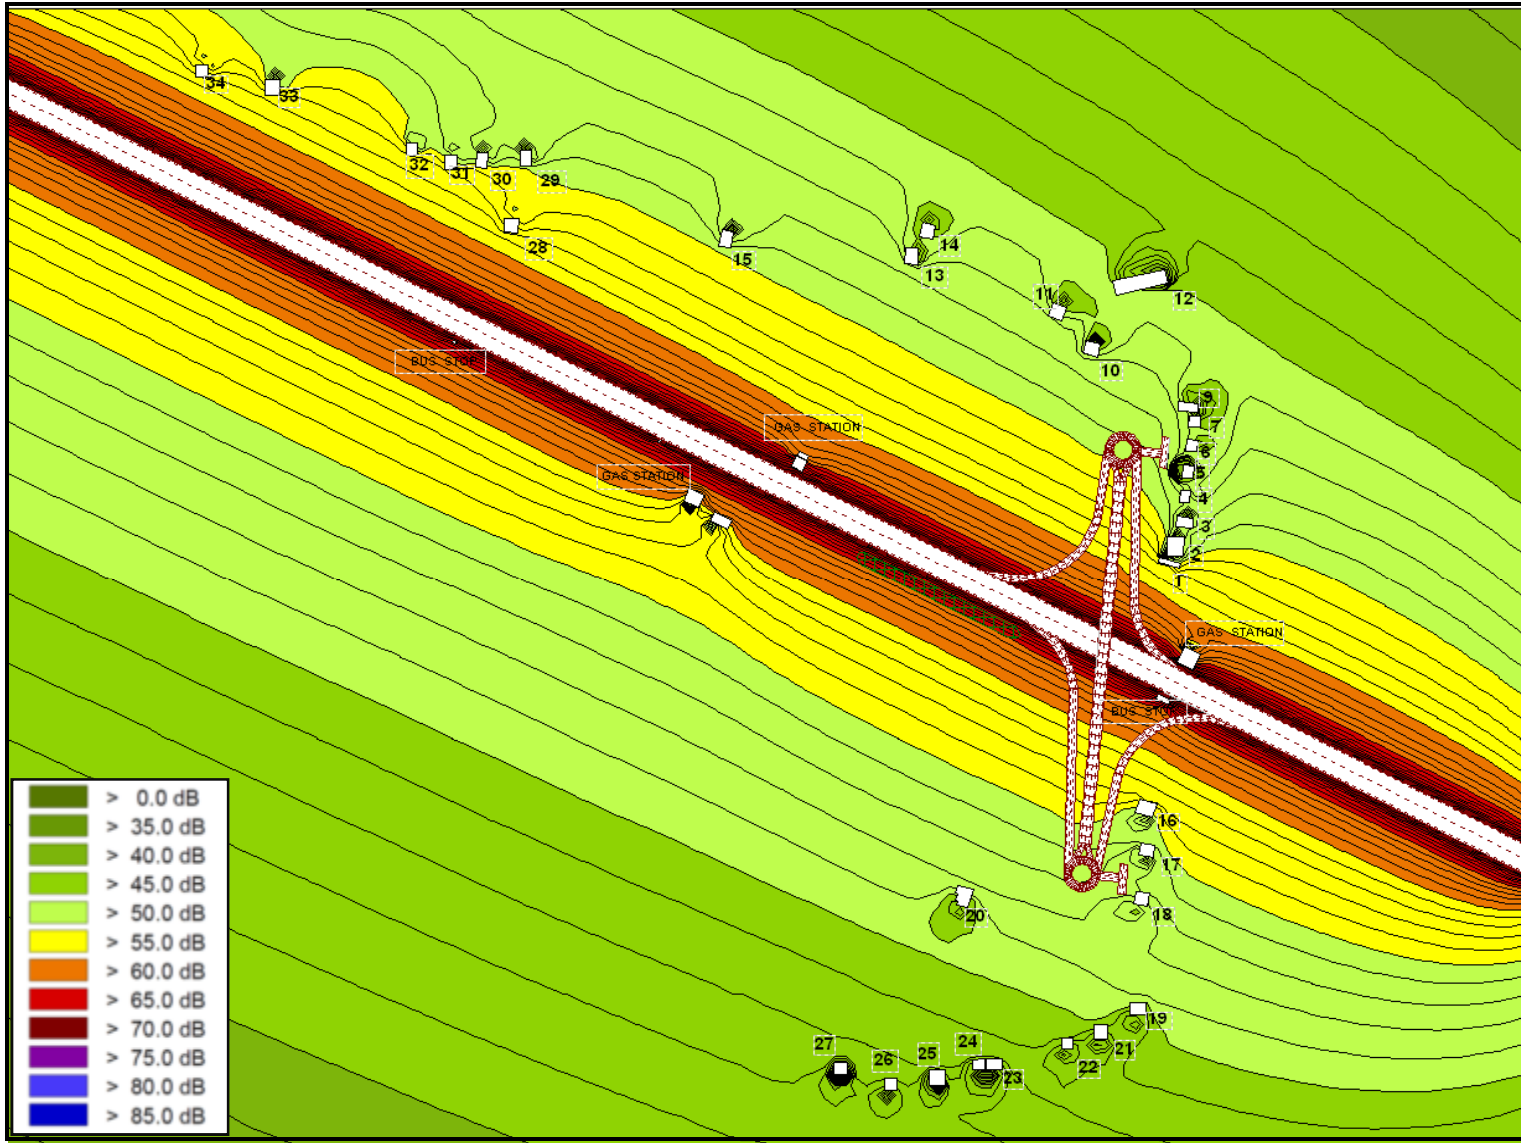 34
33
32
31
30
29
28
15
14
13
11
12
10
BUS STOP
GAS STATION
GAS STATION
9
7
6
5
4
3
2
1
GAS STATION
BUS STOP
16
17
18
20
19
21
22
24
23
25
26
27
> 0.0 dB
> 35.0 dB
> 40.0 dB
> 45.0 dB
> 50.0 dB
> 55.0 dB
> 60.0 dB
> 65.0 dB
> 70.0 dB
> 75.0 dB
> 80.0 dB
> 85.0 dB